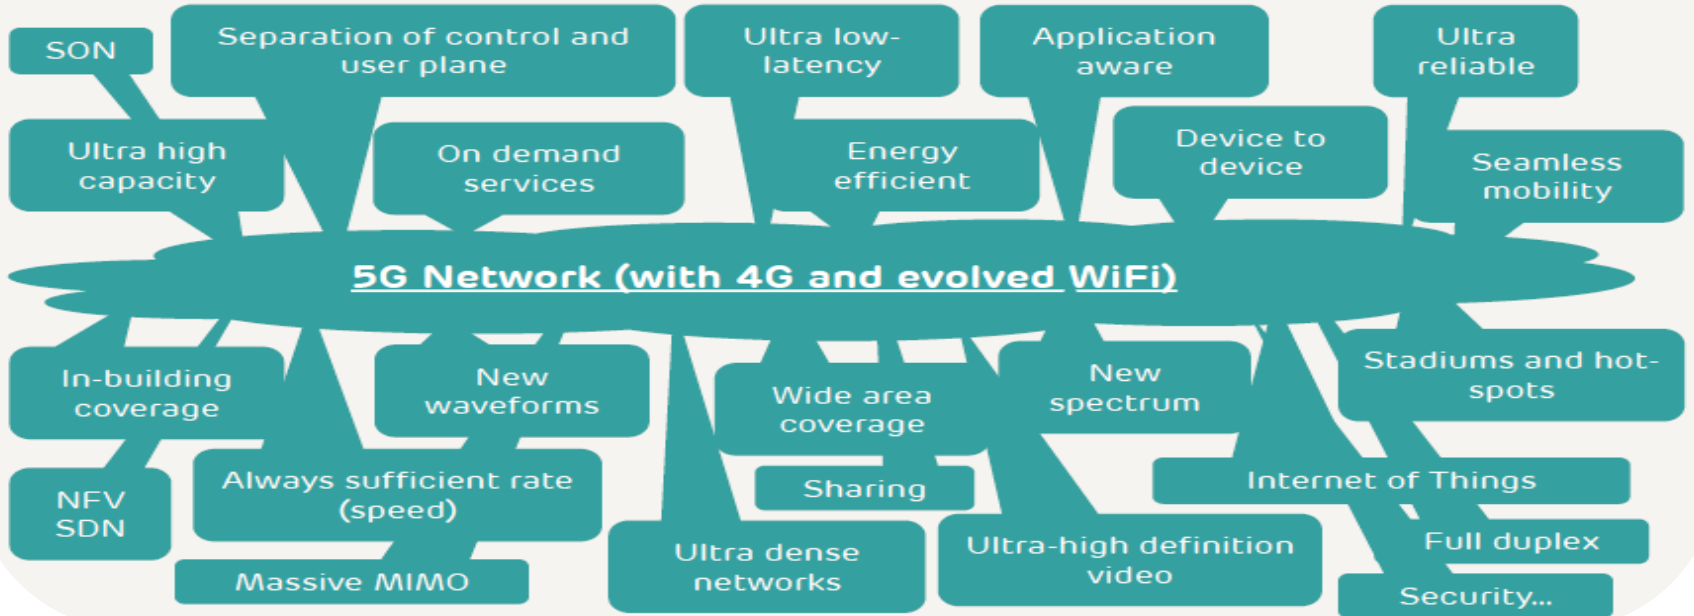 SON
Separation of control and
user plane
Ultra low-
latency
Application
aware
Ultra
reliable
Ultra high
capacity
On demand
services
Energy
efficient
Device to
device
Seamless
mobility
5G Network (with 4G and evolved WiFi)
In-building
coverage
New
waveforms
Wide area
coverage
New
spectrum
Stadiums and hot-
spots
NFV
SDN
Always sufficient rate
(speed)
Sharing
Internet of Things
Massive MIMO
Ultra dense
networks
Ultra-high definition
video
Full duplex
Security...